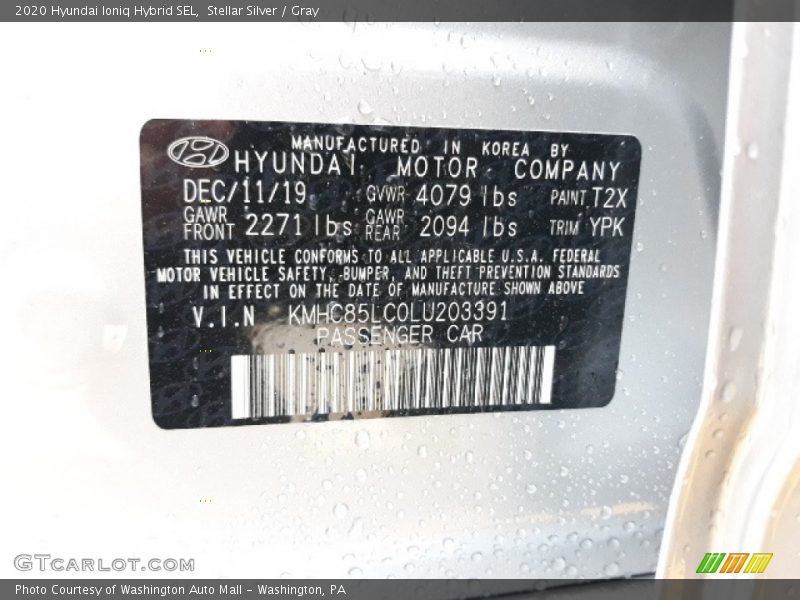 2020 Hyundai Ioniq Hybrid SEL,  Stellar Silver / Gray
MANUFACTURED IN KOREA BY
HYUNDAI MOTOR COMPANY
DEC/11/19 GVWR 4079 lbs PAINT T2X
GAWR FRONT 2271 lbs GAWR REAR 2094 lbs TRIM YPK
THIS VEHICLE CONFORMS TO ALL APPLICABLE U.S.A. FEDERAL
MOTOR VEHICLE SAFETY, BUMPER, AND THEFT PREVENTION STANDARDS
IN EFFECT ON THE DATE OF MANUFACTURE SHOWN ABOVE
V.I.N KMHC85LC0LU203391
PASSENGER CAR
GTCARLOT.COM
Photo Courtesy of Washington Auto Mall - Washington, PA